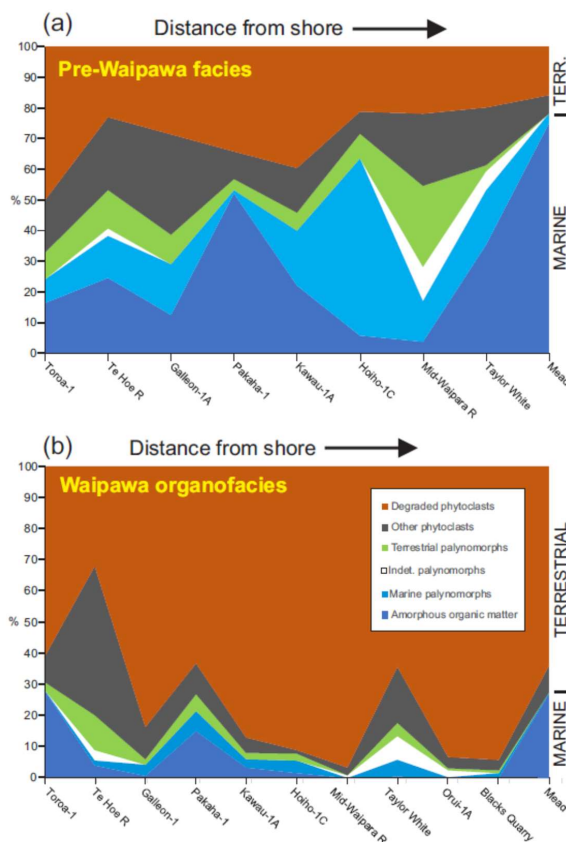 (a)
Distance from shore
Pre-Waipawa facies
100
90
80
70
60
% 50
40
30
20
10
0
TERR.
MARINE
Toroa-1
Te Hoe R
Galleon-1A
Pakaha-1
Kawau-1A
Hoiho-1C
Mid-Waipara R
Taylor White
Mead
(b)
Distance from shore
Waipawa organofacies
100
90
80
70
60
%
50
40
30
20
10
0
Degraded phytoclasts
Other phytoclasts
Terrestrial palynomorphs
Indet. palynomorphs
Marine palynomorphs
Amorphous organic matter
TERRESTRIAL
MARINE
Toroa-1
Te Hoe R
Galleon-1
Pakaha-1
Kawau-1A
Hoiho-1C
Mid-Waipara R
Taylor White
Orui-1A
Blacks Quarry
Mead